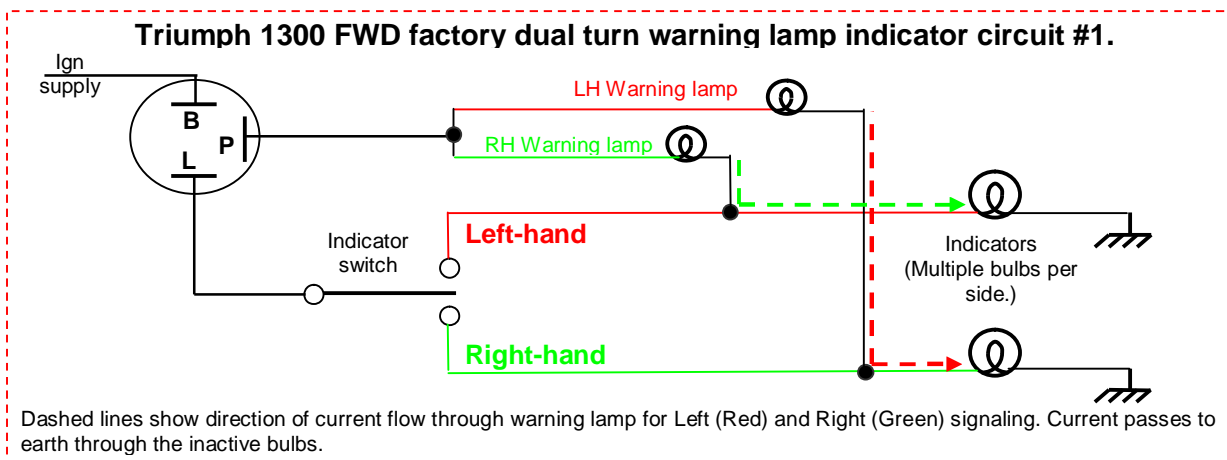 Triumph 1300 FWD factory dual turn warning lamp indicator circuit #1.
Ign
supply
B
P
L
LH Warning lamp
RH Warning lamp
Indicator
switch
Left-hand
Right-hand
Indicators
(Multiple bulbs per
side.)
Dashed lines show direction of current flow through warning lamp for Left (Red) and Right (Green) signaling. Current passes to
earth through the inactive bulbs.